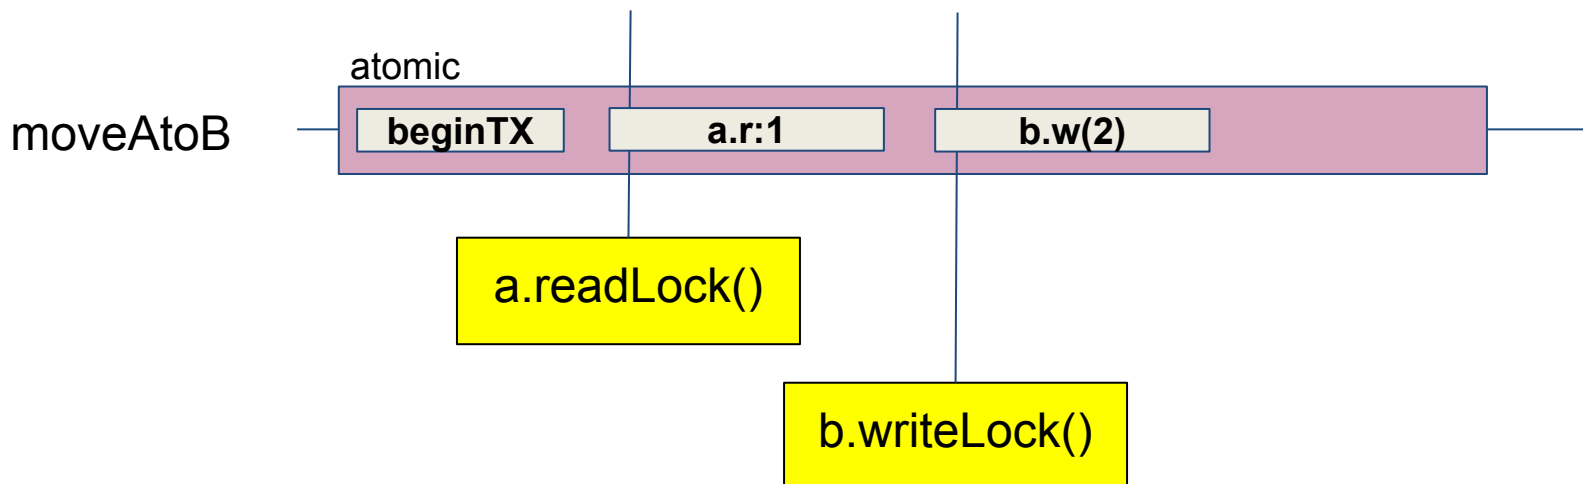 atomic
moveAtoB
beginTX
a.r:1
b.w(2)
a.readLock()
b.writeLock()